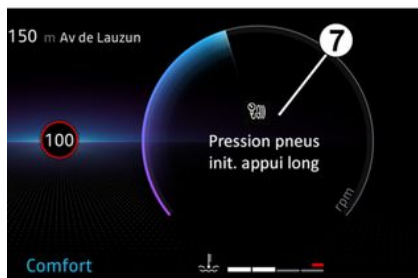 150 m Av de Lauzun
7
100
Pression pneus
init. appui long
rpm
Comfort